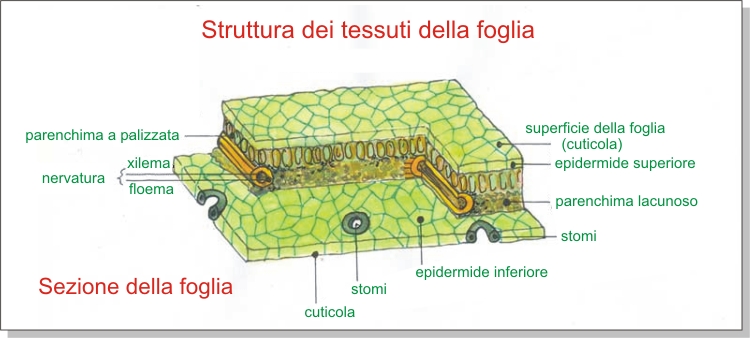 Struttura dei tessuti della foglia
parenchima a palizzata
xilema
nervatura
floema
superficie della foglia
(cuticola)
epidermide superiore
parenchima lacunoso
stomi
epidermide inferiore
stomi
cuticola
Sezione della foglia